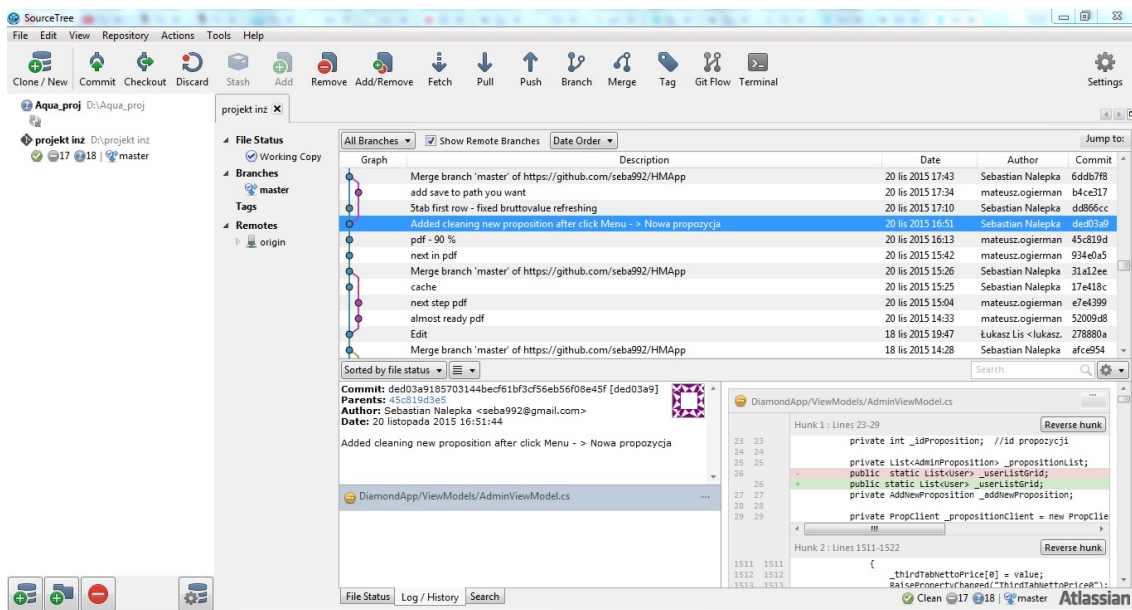 SourceTree
File Edit View Repository Actions Tools Help
Clone / New Commit Checkout Discard Stash Add Remove Add/Remove Fetch Pull Push Branch Merge Tag Git Flow Terminal Settings
Aqua_proj D:\Aqua_proj
projekt inż D:\projekt inż
17 18 | master
projekt inż
File Status
Working Copy
Branches
master
Tags
Remotes
origin
All Branches Show Remote Branches Date Order Jump to:
Graph Description Date Author Commit
Merge branch 'master' of https://github.com/seba992/HMApp 20 lis 2015 17:43 Sebastian Nalepka 6ddb7f8
add save to path you want 20 lis 2015 17:34 mateusz.ogierman b4ce317
5tab first row - fixed bruttovalue refreshing 20 lis 2015 17:10 Sebastian Nalepka dd866cc
Added cleaning new proposition after click Menu - > Nowa propozycja 20 lis 2015 16:51 Sebastian Nalepka ded03a9
pdf - 90 % 20 lis 2015 16:13 mateusz.ogierman 45c819d
next in pdf 20 lis 2015 15:42 mateusz.ogierman 934e0a5
Merge branch 'master' of https://github.com/seba992/HMApp 20 lis 2015 15:26 Sebastian Nalepka 31a12ee
cache 20 lis 2015 15:25 Sebastian Nalepka 17e418c
next step pdf 20 lis 2015 15:04 mateusz.ogierman e7e4399
almost ready pdf 20 lis 2015 14:33 mateusz.ogierman 52009d8
Edit 18 lis 2015 19:47 Łukasz Lis <lukasz. 278880a
Merge branch 'master' of https://github.com/seba992/HMApp 18 lis 2015 14:28 Sebastian Nalepka afce954
Sorted by file status Search
Commit: ded03a9185703144becf61bf3cf56eb56f08e45f [ded03a9]
Parents: 45c819d3e5
Author: Sebastian Nalepka <seba992@gmail.com>
Date: 20 listopada 2015 16:51:44
Added cleaning new proposition after click Menu - > Nowa propozycja
DiamondApp/ViewModels/AdminViewModel.cs ...
DiamondApp/ViewModels/AdminViewModel.cs ...
Hunk 1 : Lines 23-29 Reverse hunk
23 23 private int _idProposition; //id propozycji
24 24
25 25 private List<AdminProposition> _propositionList;
26 - public  static List<User> _userListGrid;
26 + public static List<User> _userListGrid;
27 27 private AddNewProposition _addNewProposition;
28 28
29 29 private PropClient _propositionClient = new PropClie
Hunk 2 : Lines 1511-1522 Reverse hunk
1511 1511 {
1512 1512 _thirdTabNettoPrice[0] = value;
1513 1513 RaisePropertyChanged("ThirdTabNettoPrice0");
File Status Log / History Search
Clean 17 18 | master Atlassian